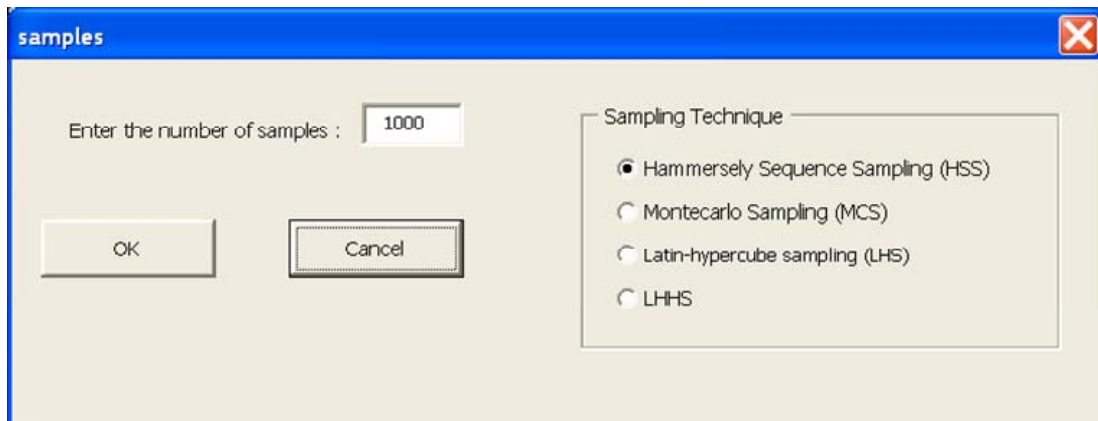 samples
Enter the number of samples : 1000
OK
Cancel
Sampling Technique
Hammersely Sequence Sampling (HSS)
Montecarlo Sampling (MCS)
Latin-hypercube sampling (LHS)
LHHS